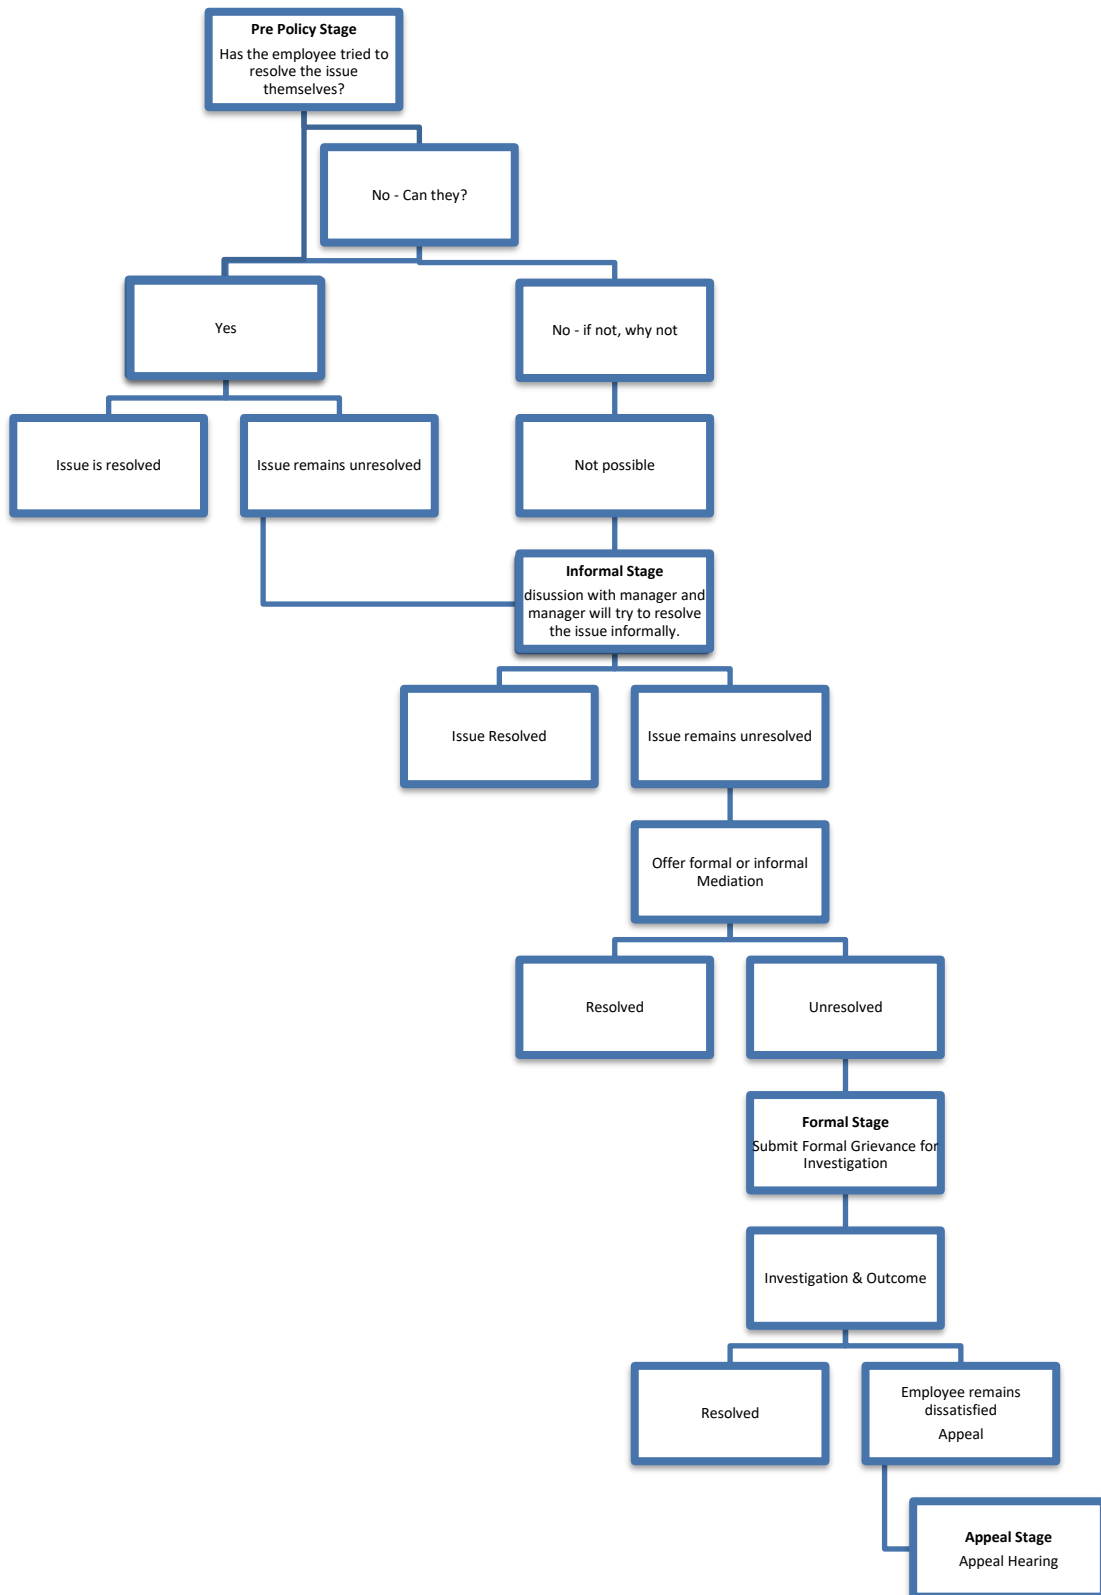 Pre Policy Stage
Has the employee tried to
resolve the issue
themselves?
No - Can they?
Yes
No - if not, why not
Issue is resolved
Issue remains unresolved
Not possible
Informal Stage
disussion with manager and
manager will try to resolve
the issue informally.
Issue Resolved
Issue remains unresolved
Offer formal or informal
Mediation
Resolved
Unresolved
Formal Stage
Submit Formal Grievance for
Investigation
Investigation & Outcome
Resolved
Employee remains
dissatisfied
Appeal
Appeal Stage
Appeal Hearing